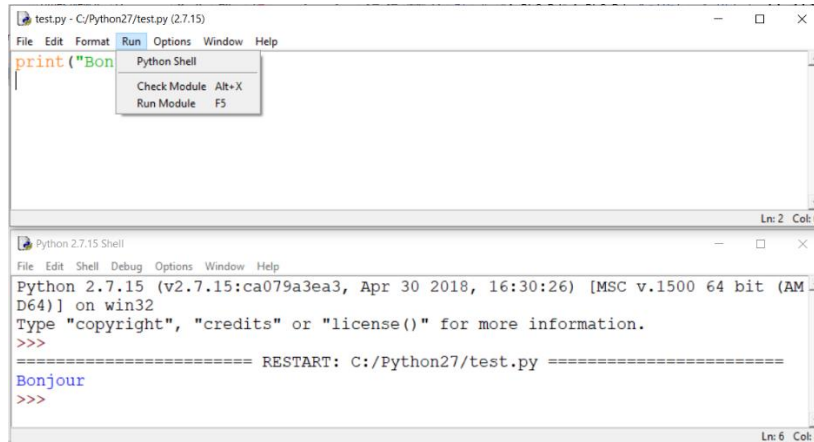 test.py - C:/Python27/test.py (2.7.15)
File Edit Format Run Options Window Help
print("Bon
Python Shell
Check Module Alt+X
Run Module F5
Ln: 2 Col:
Python 2.7.15 Shell
File Edit Shell Debug Options Window Help
Python 2.7.15 (v2.7.15:ca079a3ea3, Apr 30 2018, 16:30:26) [MSC v.1500 64 bit (AM
D64)] on win32
Type "copyright", "credits" or "license()" for more information.
>>>
======================== RESTART: C:/Python27/test.py ========================
Bonjour
>>>
Ln: 6 Col: